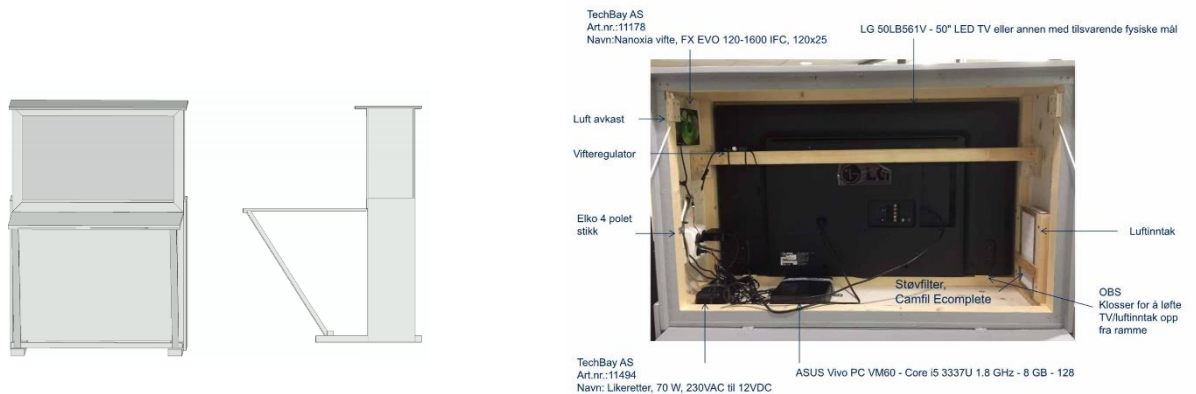 TechBay AS
Art.nr.:11178
Navn:Nanoxia vifte, FX EVO 120-1600 IFC, 120x25
LG 50LB561V - 50" LED TV eller annen med tilsvarende fysiske mål
Luft avkast
Vifteregulator
LG
Elko 4 polet
stikk
Luftinntak
Støvfilter,
Camfil Ecomplete
OBS
Klosser for å løfte
TV/luftinntak opp
fra ramme
TechBay AS
Art.nr.:11494
Navn: Likeretter, 70 W, 230VAC til 12VDC
ASUS Vivo PC VM60 - Core i5 3337U 1.8 GHz - 8 GB - 128